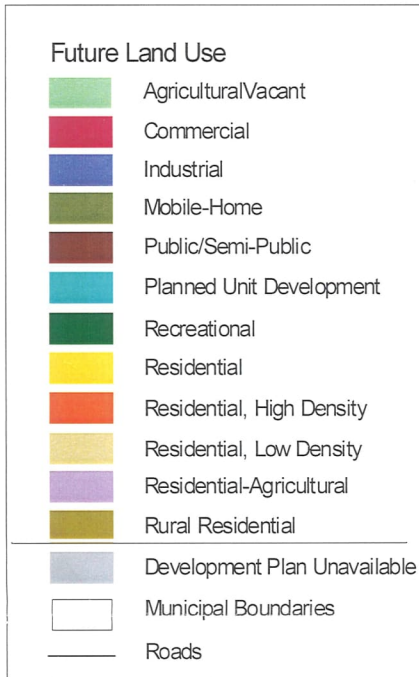 Future Land Use
AgriculturalVacant
Commercial
Industrial
Mobile-Home
Public/Semi-Public
Planned Unit Development
Recreational
Residential
Residential, High Density
Residential, Low Density
Residential-Agricultural
Rural Residential
Development Plan Unavailable
Municipal Boundaries
Roads